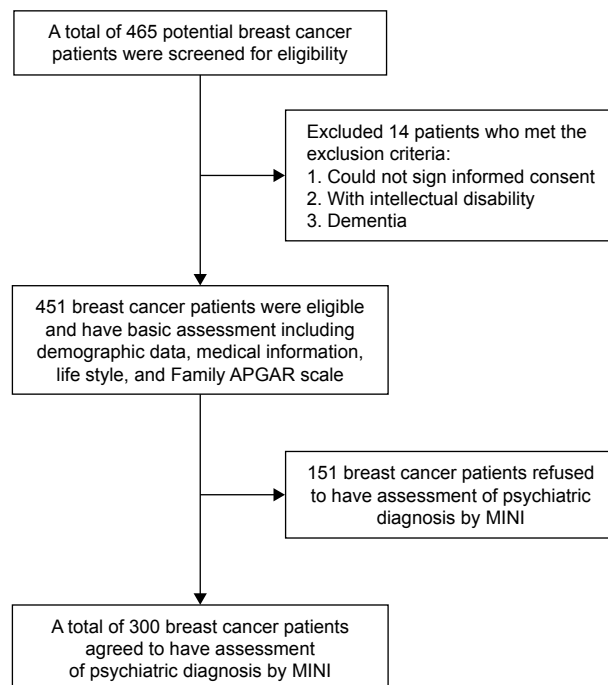 A total of 465 potential breast cancer
patients were screened for eligibility
Excluded 14 patients who met the
exclusion criteria:
1. Could not sign informed consent
2. With intellectual disability
3. Dementia
451 breast cancer patients were eligible
and have basic assessment including
demographic data, medical information,
life style, and Family APGAR scale
151 breast cancer patients refused
to have assessment of psychiatric
diagnosis by MINI
A total of 300 breast cancer patients
agreed to have assessment
of psychiatric diagnosis by MINI